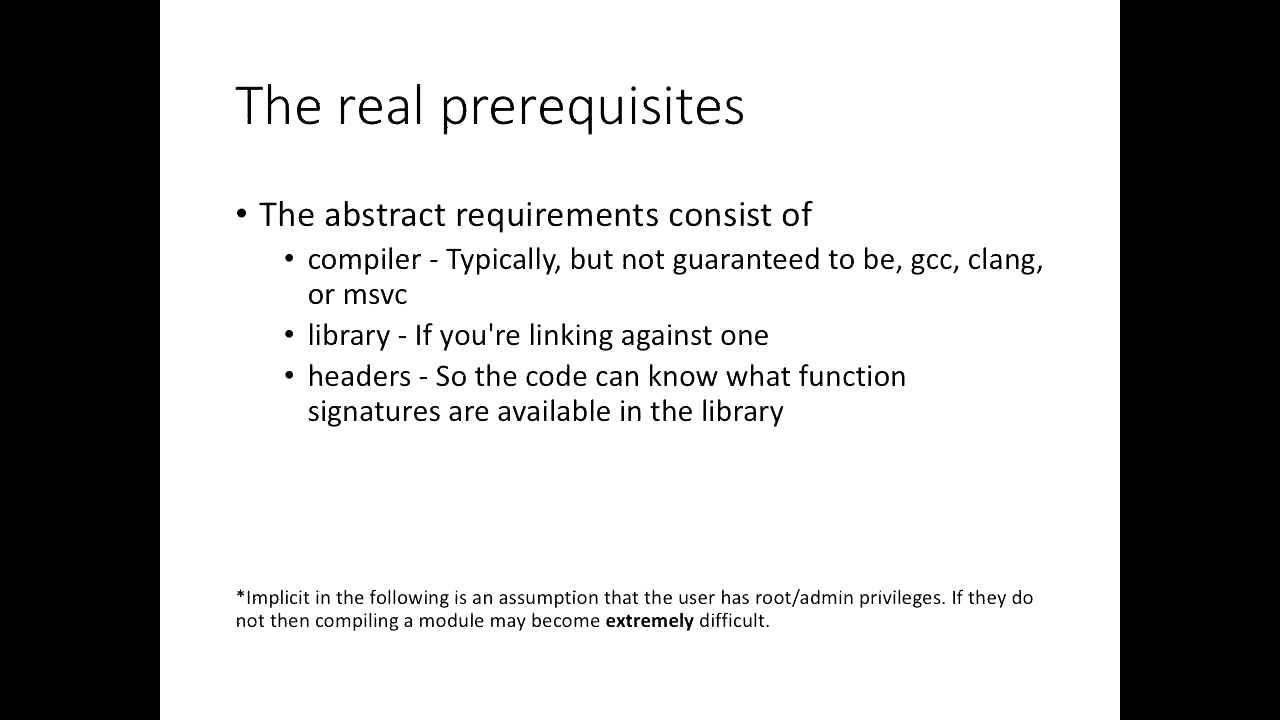 The real prerequisites
• The abstract requirements consist of
• compiler - Typically, but not guaranteed to be, gcc, clang,
or msvc
• library - If you're linking against one
• headers - So the code can know what function
signatures are available in the library
*Implicit in the following is an assumption that the user has root/admin privileges. If they do
not then compiling a module may become extremely difficult.